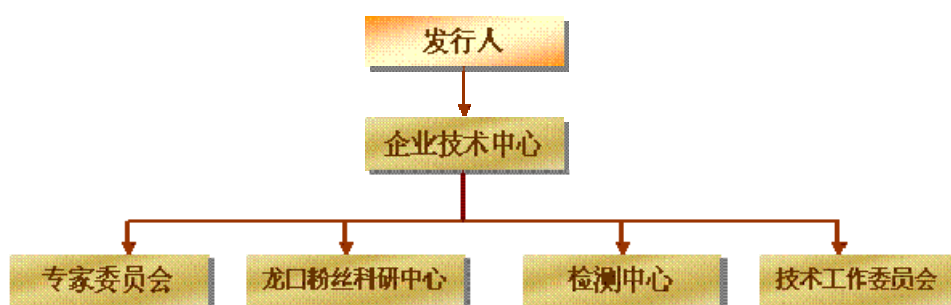 发行人
企业技术中心
专家委员会
龙口粉丝科研中心
检测中心
技术工作委员会